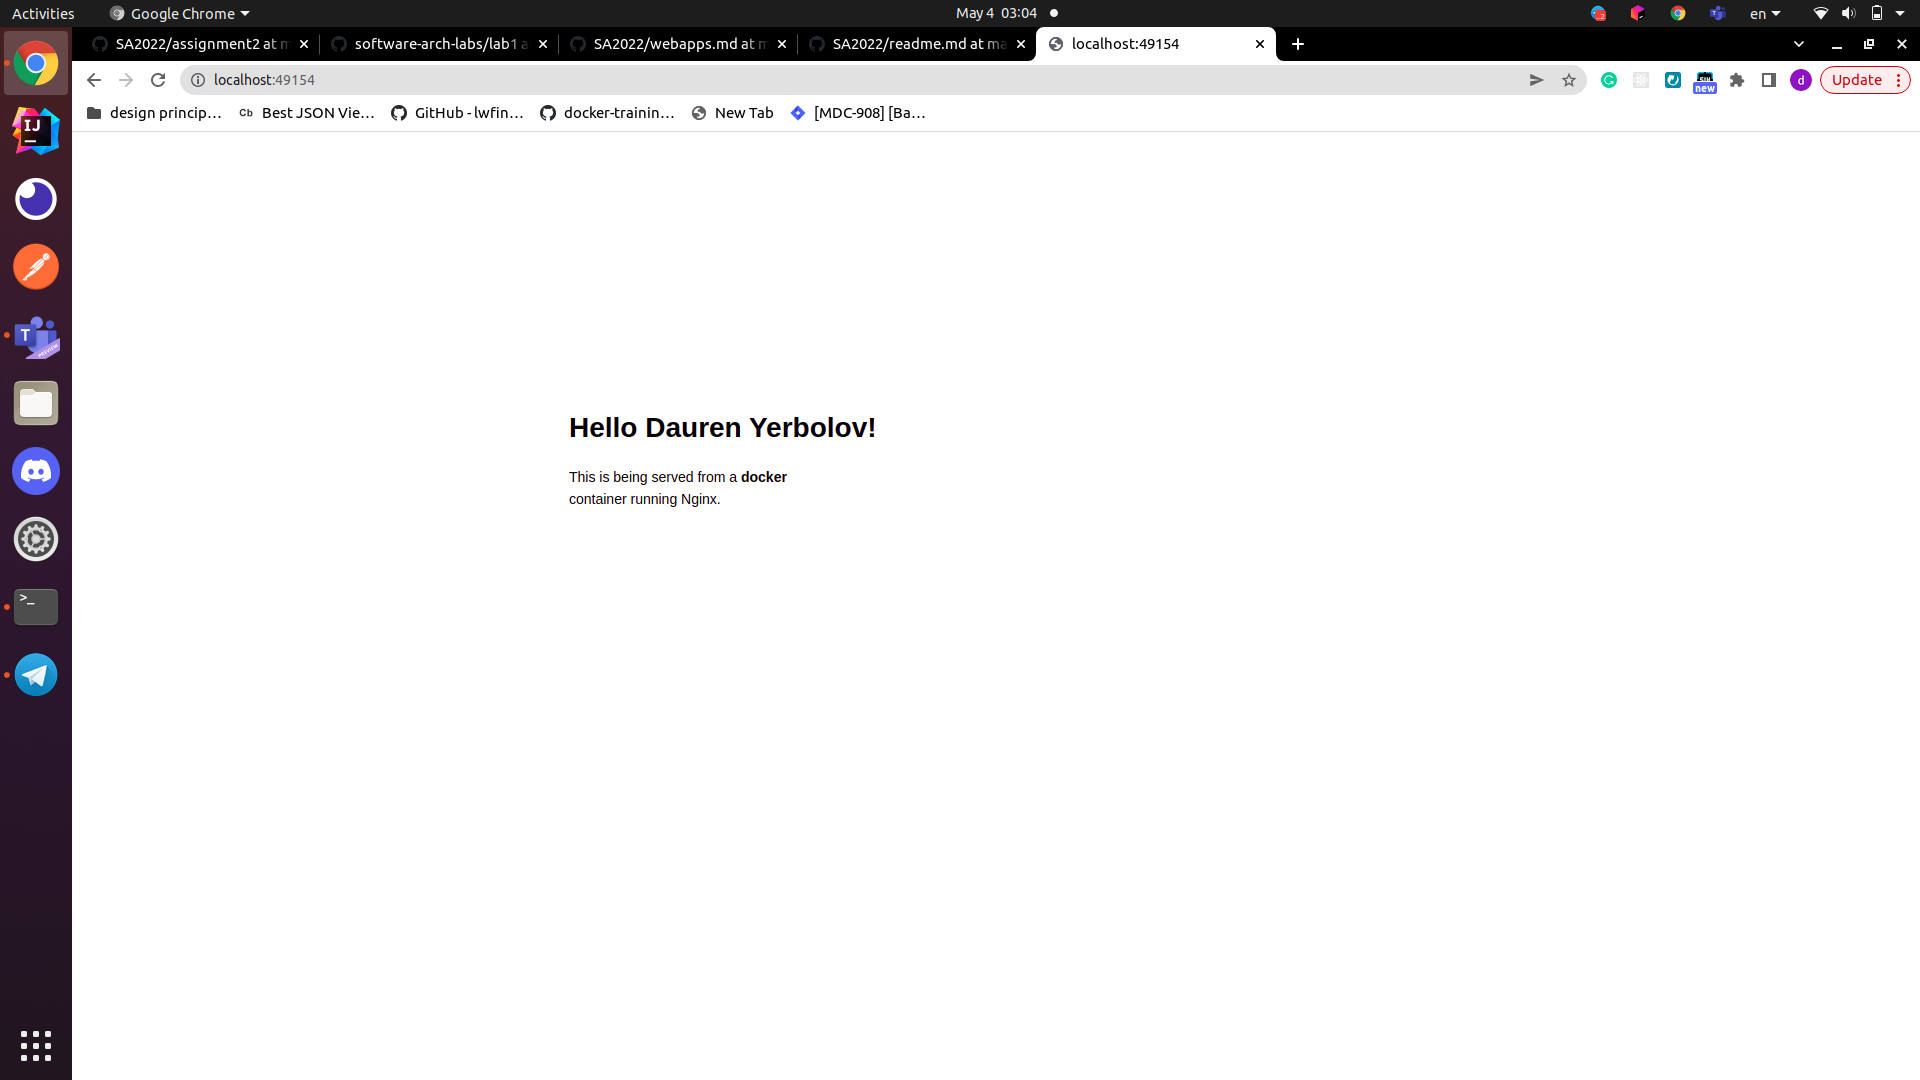 Activities
Google Chrome
May 4 03:04
en
SA2022/assignment2 at m
software-arch-labs/lab1 a
SA2022/webapps.md at m
SA2022/readme.md at ma
localhost:49154
localhost:49154
new
d
Update
design princip…
Cb
Best JSON Vie…
GitHub - lwfin…
docker-trainin…
New Tab
[MDC-908] [Ba…
IJ
T
PREVIEW
>_
Hello Dauren Yerbolov!
This is being served from a docker
container running Nginx.